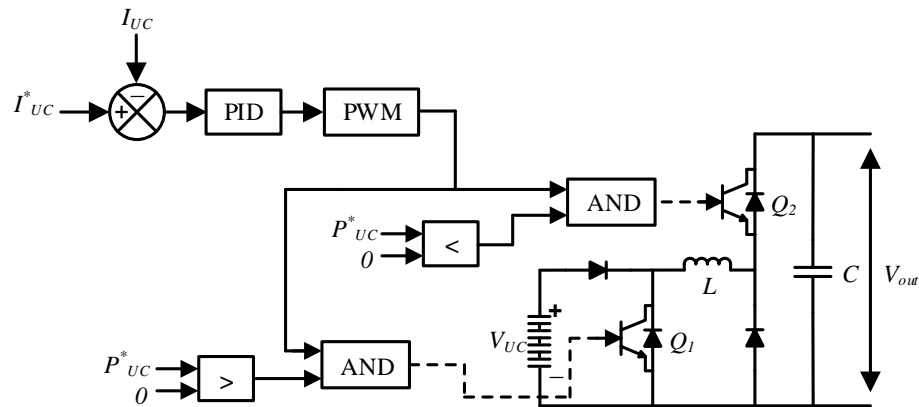 I_UC
I*_UC
+
−
PID
PWM
AND
Q_2
P*_UC
0
<
+
L
C
V_out
V_UC
Q_1
−
AND
P*_UC
0
>